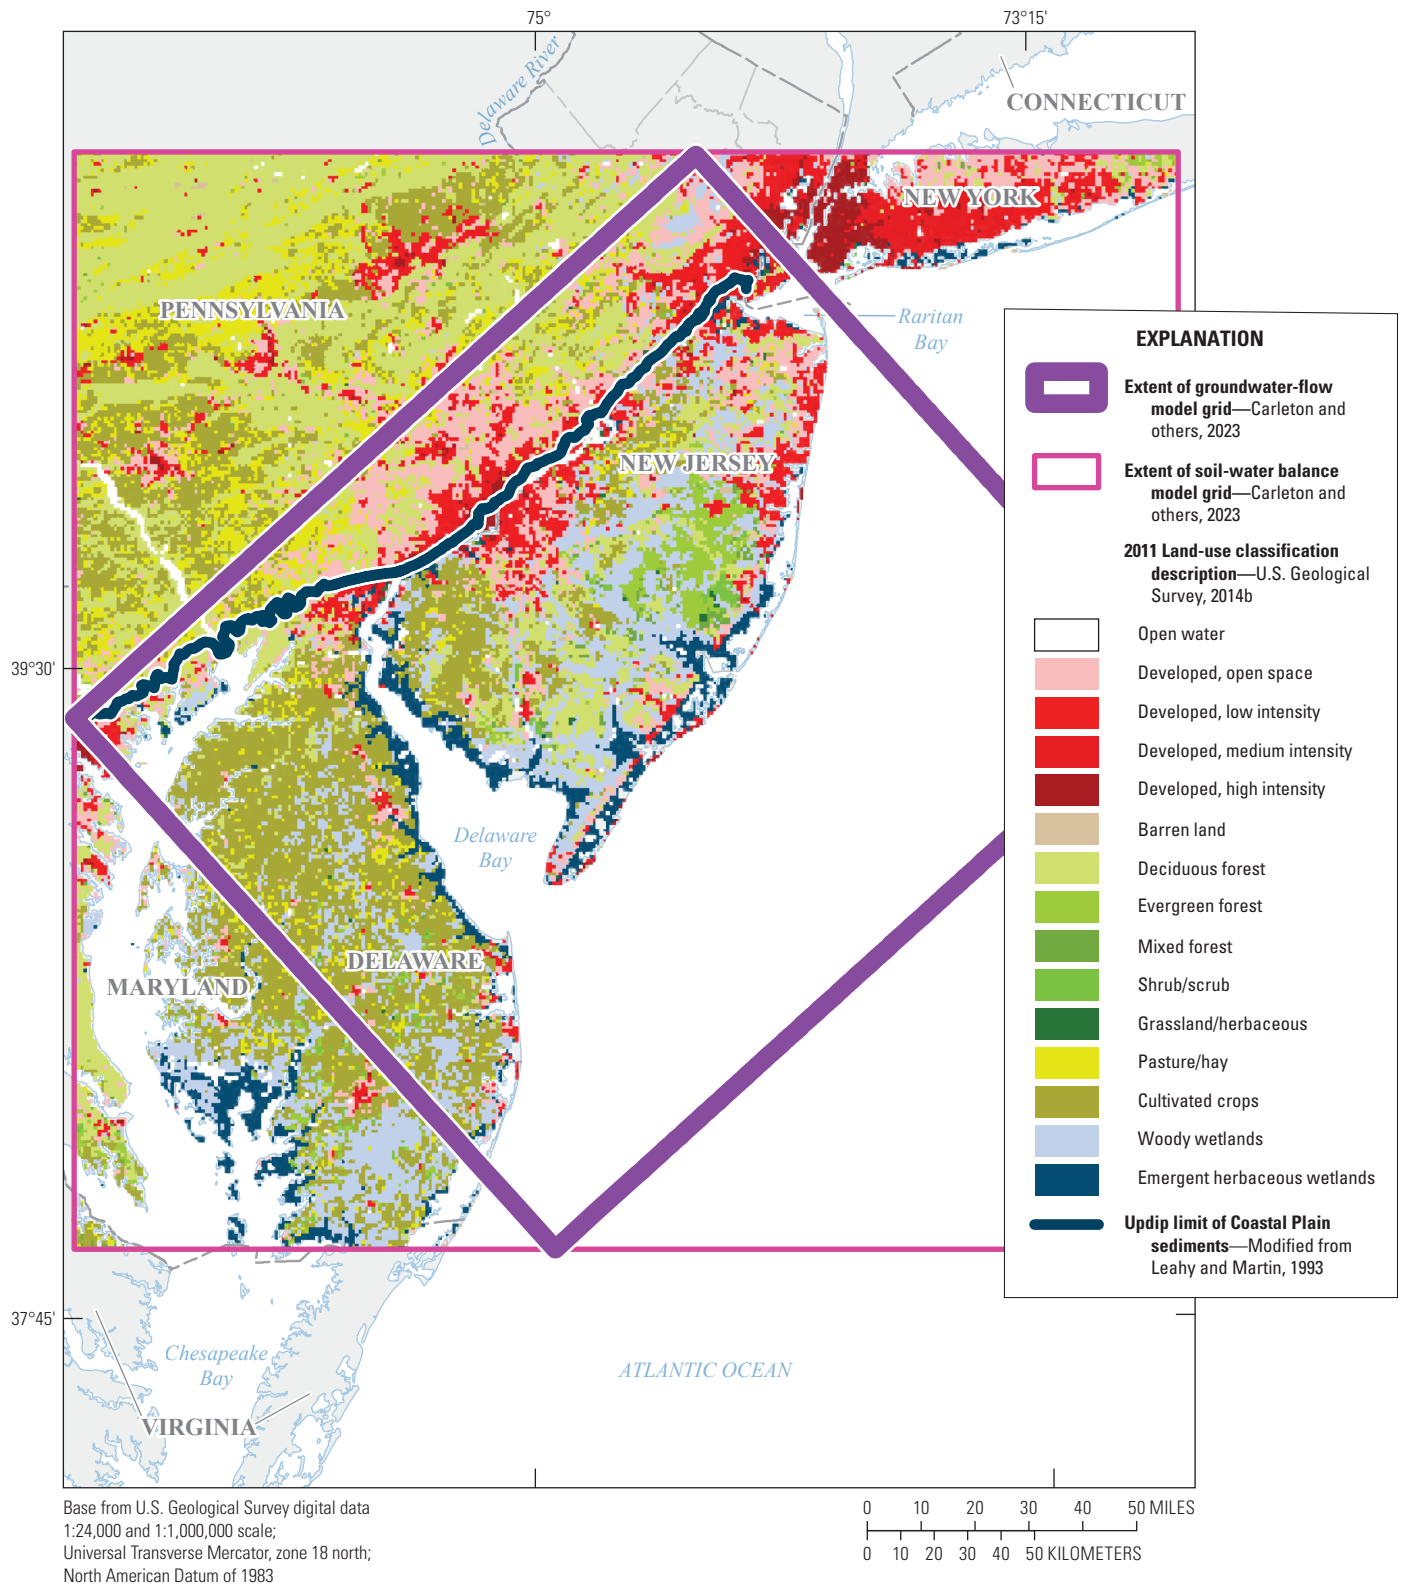 75°
73°15'
Delaware River
CONNECTICUT
NEW YORK
PENNSYLVANIA
Raritan
Bay
NEW JERSEY
39°30'
Delaware
Bay
DELAWARE
MARYLAND
37°45'
Chesapeake
Bay
ATLANTIC OCEAN
VIRGINIA
EXPLANATION
Extent of groundwater-flow
model grid—Carleton and
others, 2023
Extent of soil-water balance
model grid—Carleton and
others, 2023
2011 Land-use classification
description—U.S. Geological
Survey, 2014b
Open water
Developed, open space
Developed, low intensity
Developed, medium intensity
Developed, high intensity
Barren land
Deciduous forest
Evergreen forest
Mixed forest
Shrub/scrub
Grassland/herbaceous
Pasture/hay
Cultivated crops
Woody wetlands
Emergent herbaceous wetlands
Updip limit of Coastal Plain
sediments—Modified from
Leahy and Martin, 1993
Base from U.S. Geological Survey digital data
1:24,000 and 1:1,000,000 scale;
Universal Transverse Mercator, zone 18 north;
North American Datum of 1983
0 10 20 30 40 50 MILES
0 10 20 30 40 50 KILOMETERS